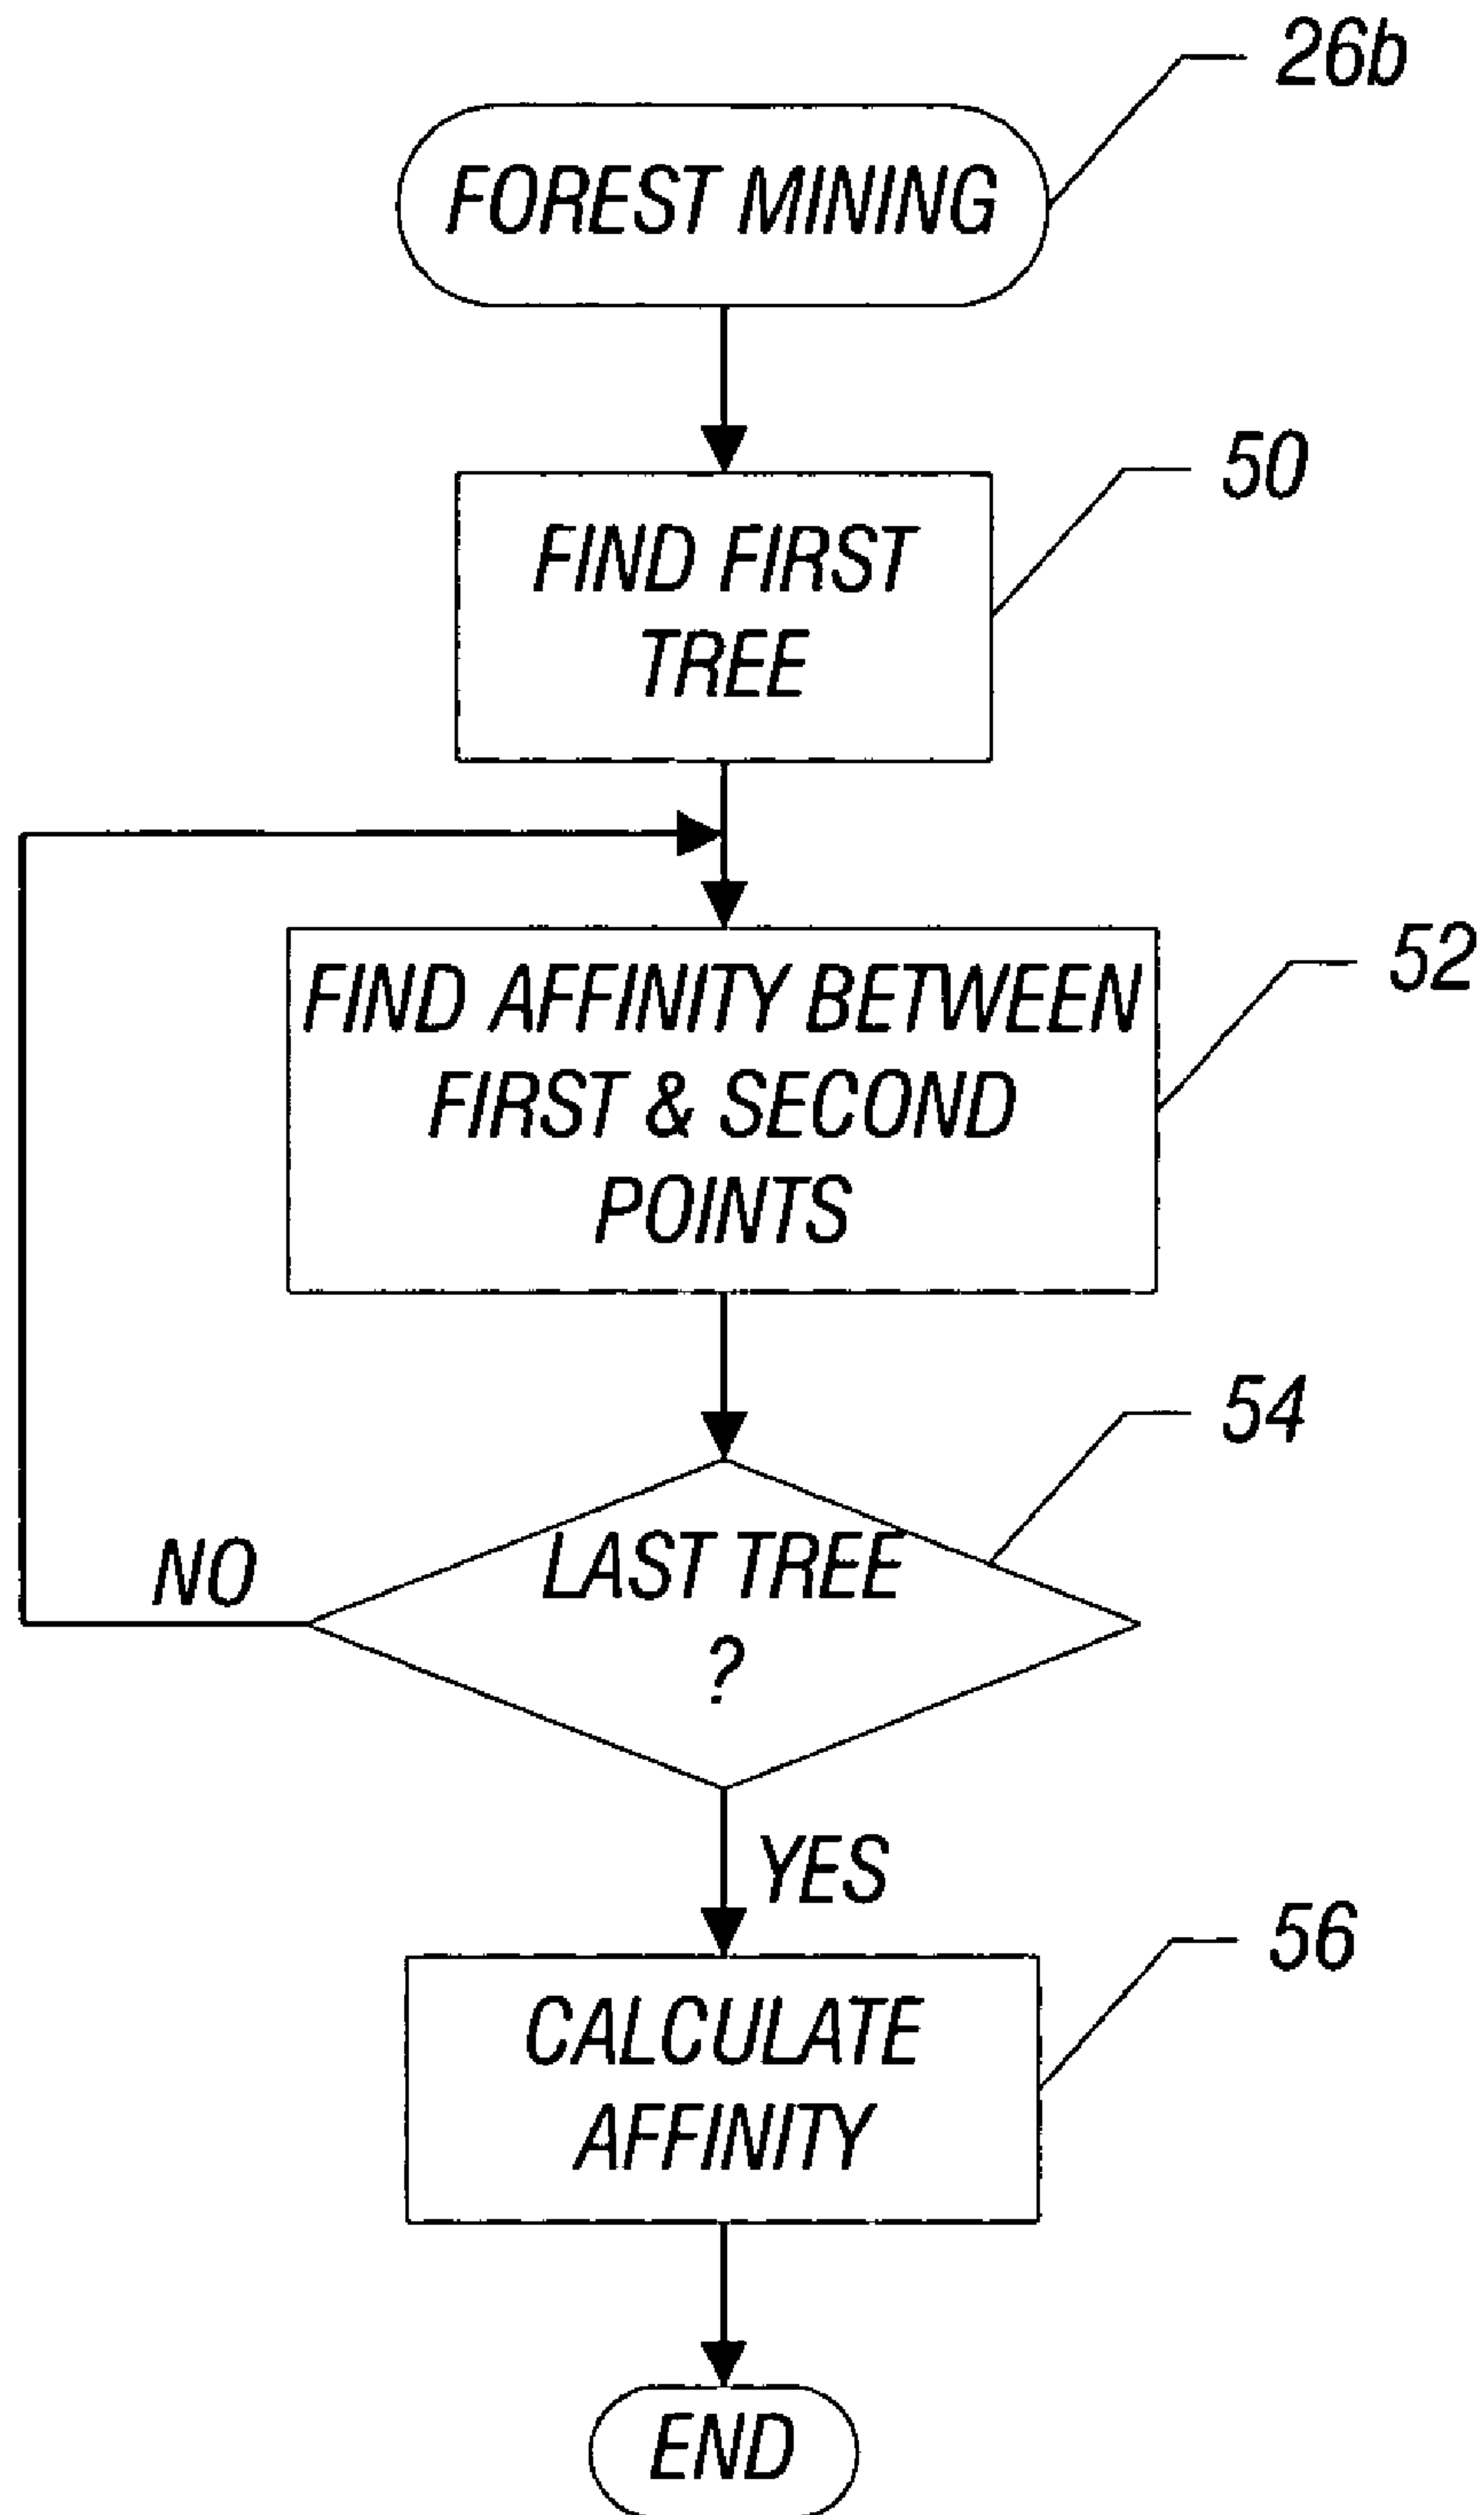 26b
FOREST MINING
50
FIND FIRST
TREE
52
FIND AFFINITY BETWEEN
FIRST & SECOND
POINTS
54
LAST TREE
?
NO
YES
56
CALCULATE
AFFINITY
END